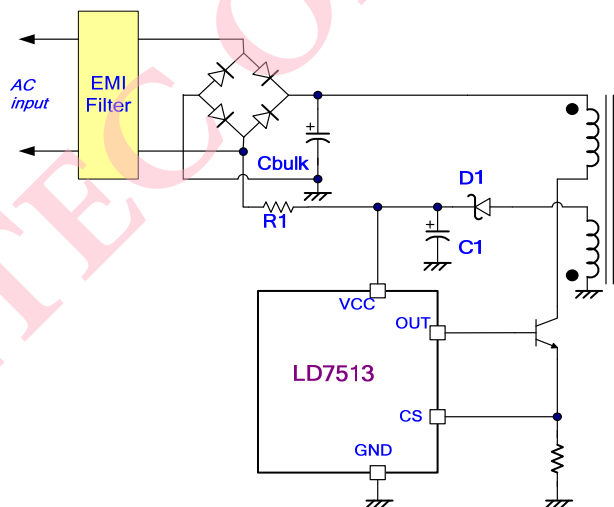 AC
input
EMI
Filter
Cbulk
R1
D1
C1
VCC
OUT
LD7513
CS
GND